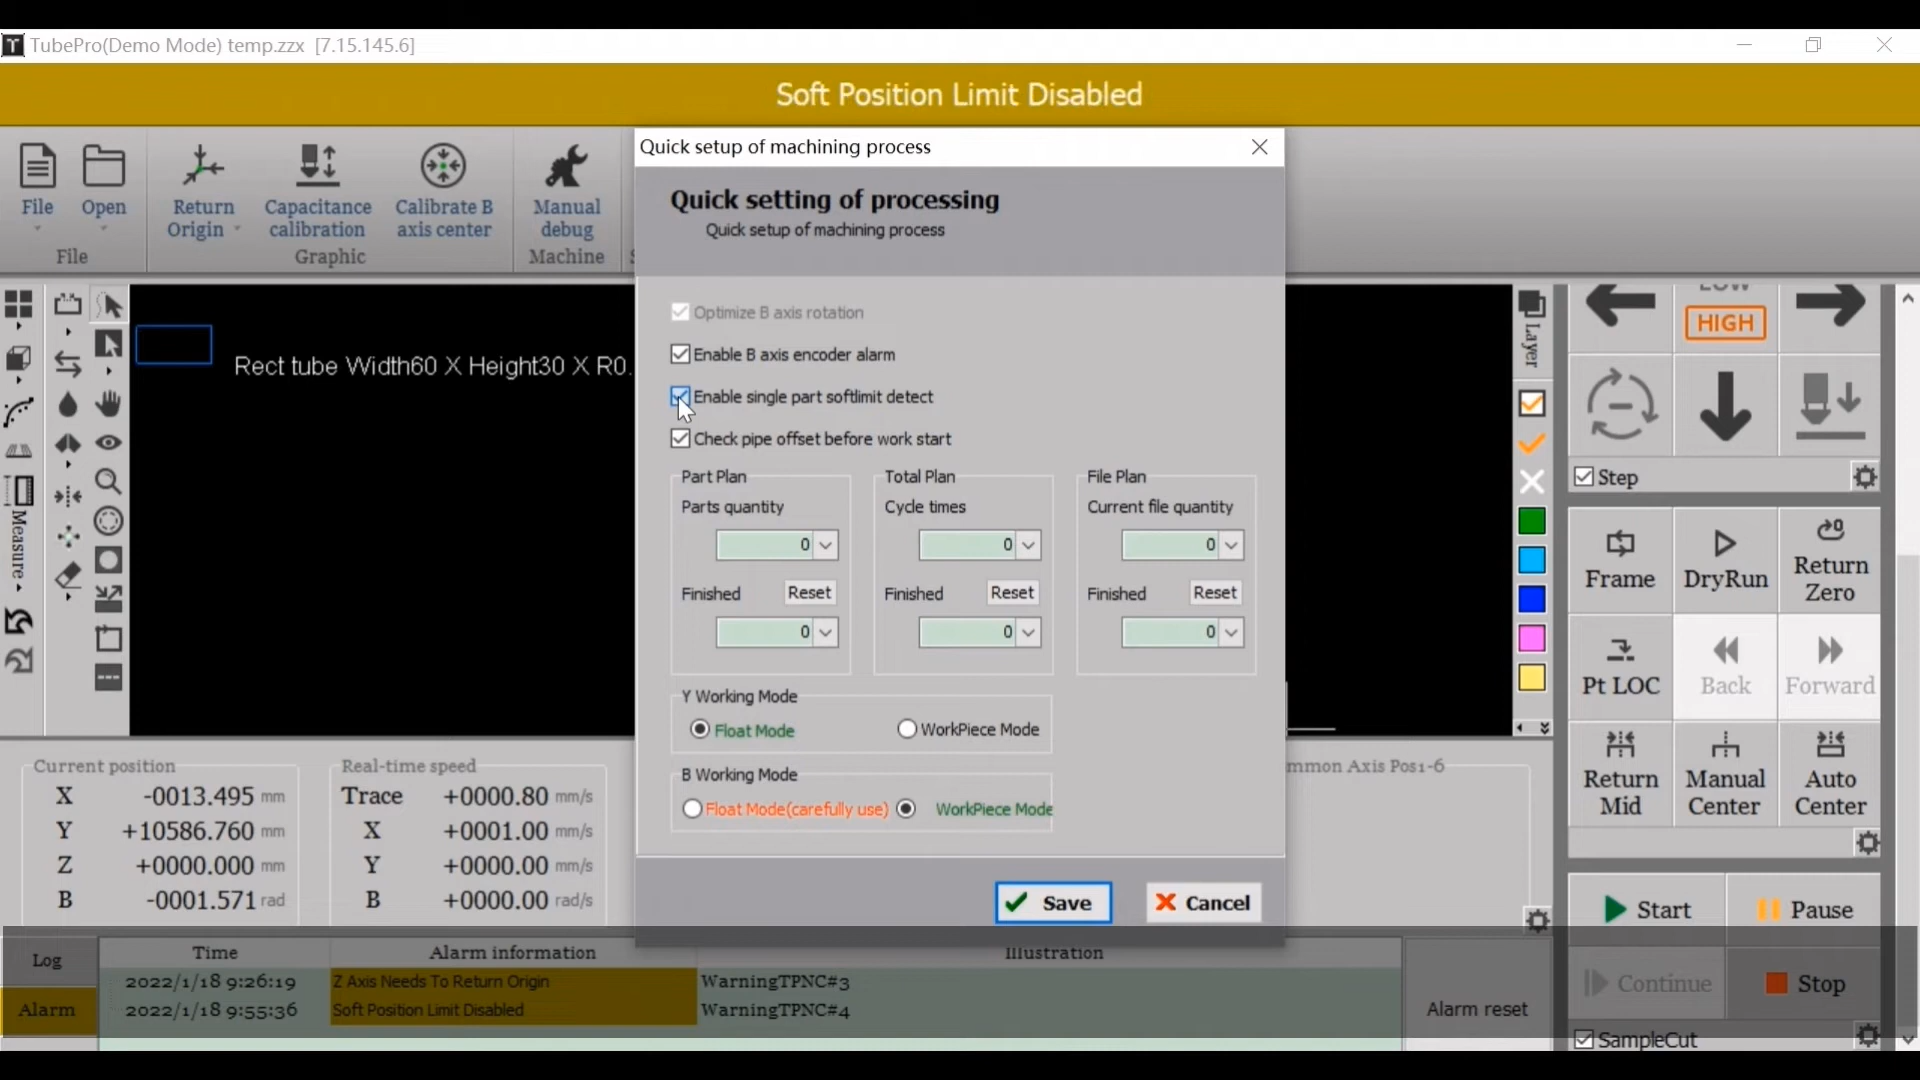 TubePro(Demo Mode) temp.zzx [7.15.145.6]
Soft Position Limit Disabled
File
Open
Return Origin
Capacitance calibration
Calibrate B axis center
Manual debug
File
Graphic
Machine
Quick setup of machining process
Quick setting of processing
Quick setup of machining process
Optimize B axis rotation
Enable B axis encoder alarm
Enable single part softlimit detect
Check pipe offset before work start
Part Plan
Parts quantity
0
Finished
Reset
0
Total Plan
Cycle times
0
Finished
Reset
0
File Plan
Current file quantity
0
Finished
Reset
0
Y Working Mode
Float Mode
WorkPiece Mode
B Working Mode
Float Mode(carefully use)
WorkPiece Mode
Save
Cancel
Rect tube Width60 X Height30 X R0.
Measure
Layer
LOW
HIGH
Step
Frame
DryRun
Return Zero
Pt LOC
Back
Forward
Return Mid
Manual Center
Auto Center
Start
Pause
Continue
Stop
SampleCut
Current position
X -0013.495 mm
Y +10586.760 mm
Z +0000.000 mm
B -0001.571 rad
Real-time speed
Trace +0000.80 mm/s
X +0001.00 mm/s
Y +0000.00 mm/s
B +0000.00 rad/s
mmon Axis Pos1-6
Log
Alarm
Time Alarm information Illustration
2022/1/18 9:26:19 Z Axis Needs To Return Origin WarningTPNC#3
2022/1/18 9:55:36 Soft Position Limit Disabled WarningTPNC#4
Alarm reset